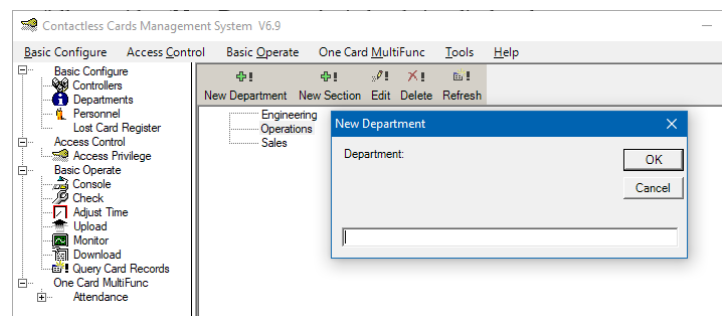 Contactless Cards Management System V6.9
Basic Configure Access Control Basic Operate One Card MultiFunc Tools Help
Basic Configure
Controllers
Departments
Personnel
Lost Card Register
Access Control
Access Privilege
Basic Operate
Console
Check
Adjust Time
Upload
Monitor
Download
Query Card Records
One Card MultiFunc
Attendance
New Department New Section Edit Delete Refresh
Engineering
Operations
Sales
New Department
Department:
OK
Cancel